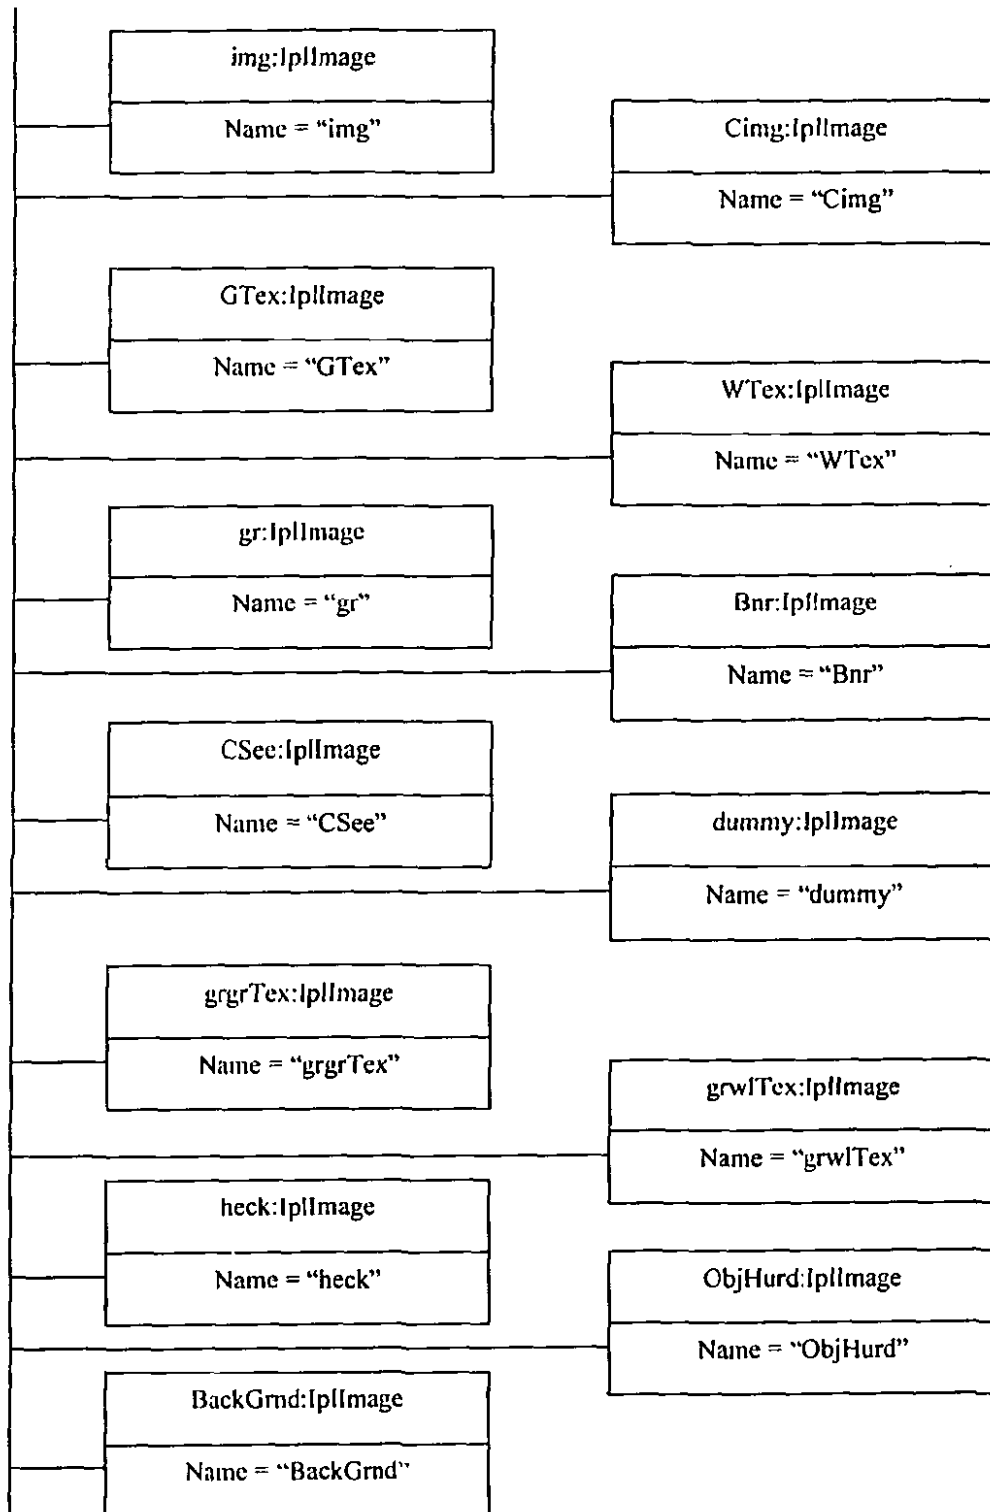 img:IplImage
Name = “img”
Cimg:IplImage
Name = “Cimg”
GTex:IplImage
Name = “GTex”
WTex:IplImage
Name = “WTex”
gr:IplImage
Name = “gr”
Bnr:IplImage
Name = “Bnr”
CSee:IplImage
Name = “CSee”
dummy:IplImage
Name = “dummy”
grgrTex:IplImage
Name = “grgrTex”
grwlTex:IplImage
Name = “grwlTex”
heck:IplImage
Name = “heck”
ObjHurd:IplImage
Name = “ObjHurd”
BackGrnd:IplImage
Name = “BackGrnd”